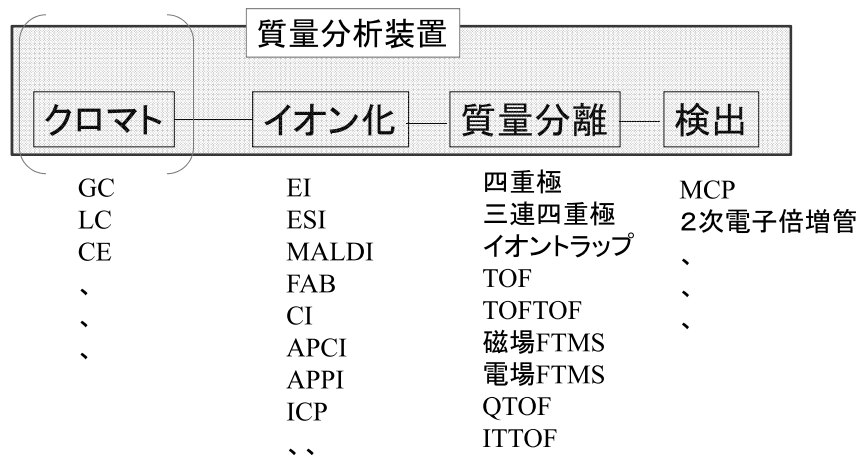 質量分析装置
クロマト
イオン化
質量分離
検出
GC
LC
CE
、
、
、
EI
ESI
MALDI
FAB
CI
APCI
APPI
ICP
、、
四重極
三連四重極
イオントラップ
TOF
TOFTOF
磁場FTMS
電場FTMS
QTOF
ITTOF
MCP
２次電子倍増管
、
、
、